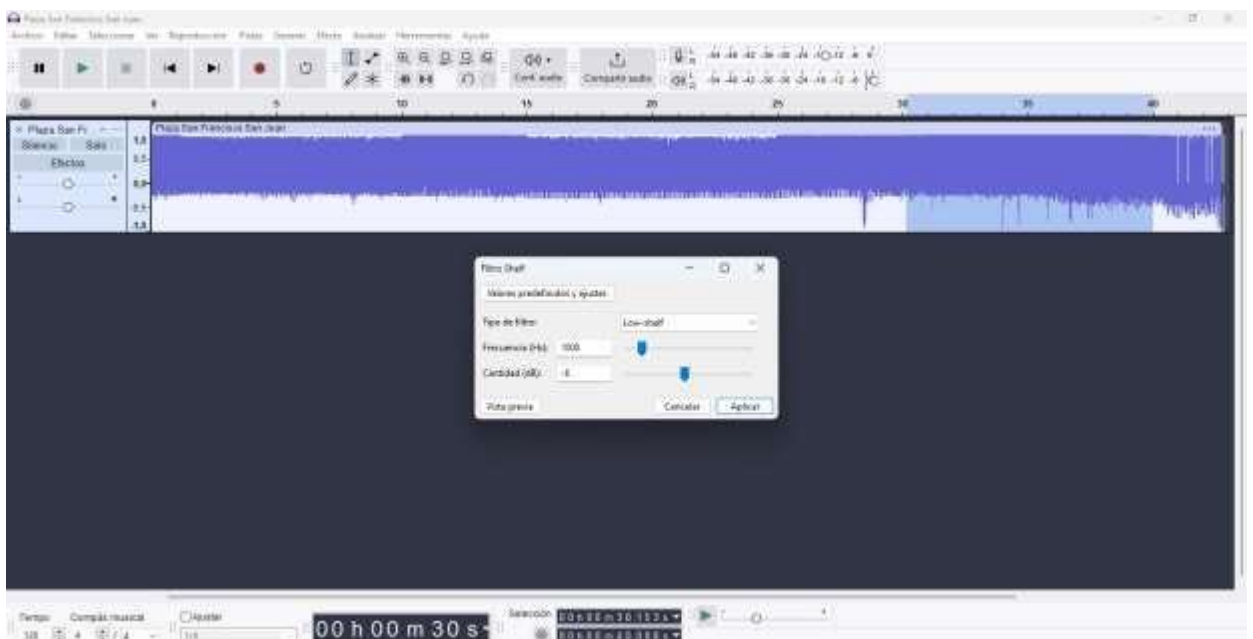 Plaza San Francisco San Juan
Archivo Editar Seleccionar Ver Reproducción Pistas Generar Efecto Analizar Herramientas Ayuda
Conf. audio
Compartir audio
0 5 10 15 20 25 30 35 40
Plaza San Fr
Plaza San Francisco San Juan
Silencio Solo
Efectos
1,0
0,5
0,0
-0,5
-1,0
Filtro Shelf
Valores predefinidos y ajustes
Tipo de filtro: Low-shelf
Frecuencia (Hz): 1000
Cantidad (dB): -6
Vista previa
Cancelar
Aplicar
Tempo Compás musical
Ajustar
Selección
4 / 4
00 h 00 m 30 s